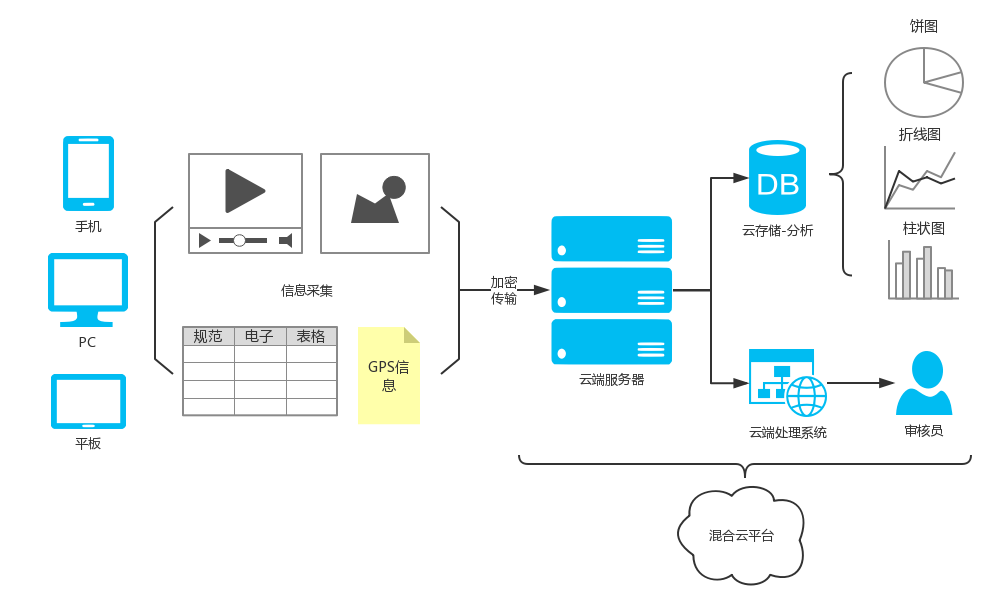 饼图
折线图
柱状图
手机
PC
平板
信息采集
规范 电子 表格
GPS信
息
加密
传输
云端服务器
DB
云存储-分析
云端处理系统
审核员
混合云平台